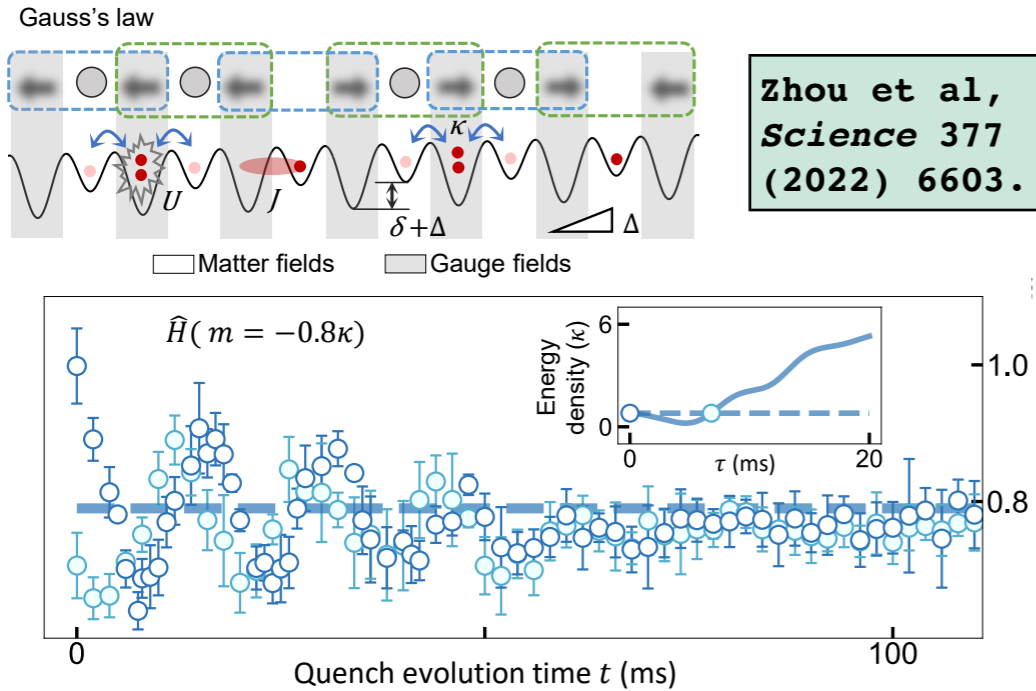 Gauss's law
Zhou et al,
Science 377
(2022) 6603.
κ
U
J
δ+Δ
Δ
Matter fields
Gauge fields
Ĥ( m = −0.8κ)
Energy
density (κ)
6
0
0
τ (ms)
20
1.0
0.8
0
100
Quench evolution time t (ms)